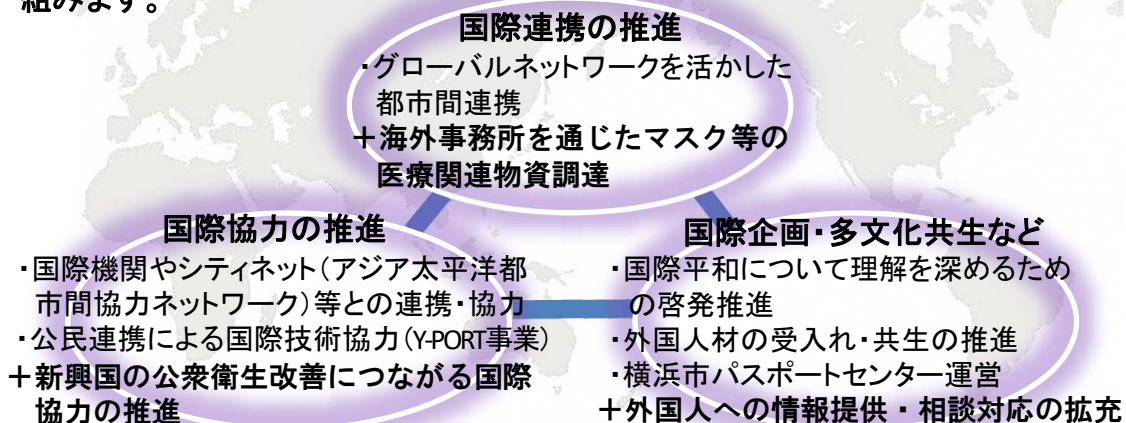 組みます。
国際連携の推進
・グローバルネットワークを活かした
都市間連携
＋海外事務所を通じたマスク等の
医療関連物資調達
国際協力の推進
・国際機関やシティネット（アジア太平洋都
市間協力ネットワーク）等との連携・協力
・公民連携による国際技術協力（Y-PORT事業）
＋新興国の公衆衛生改善につながる国際
協力の推進
国際企画・多文化共生など
・国際平和について理解を深めるため
の啓発推進
・外国人材の受入れ・共生の推進
・横浜市パスポートセンター運営
＋外国人への情報提供・相談対応の拡充